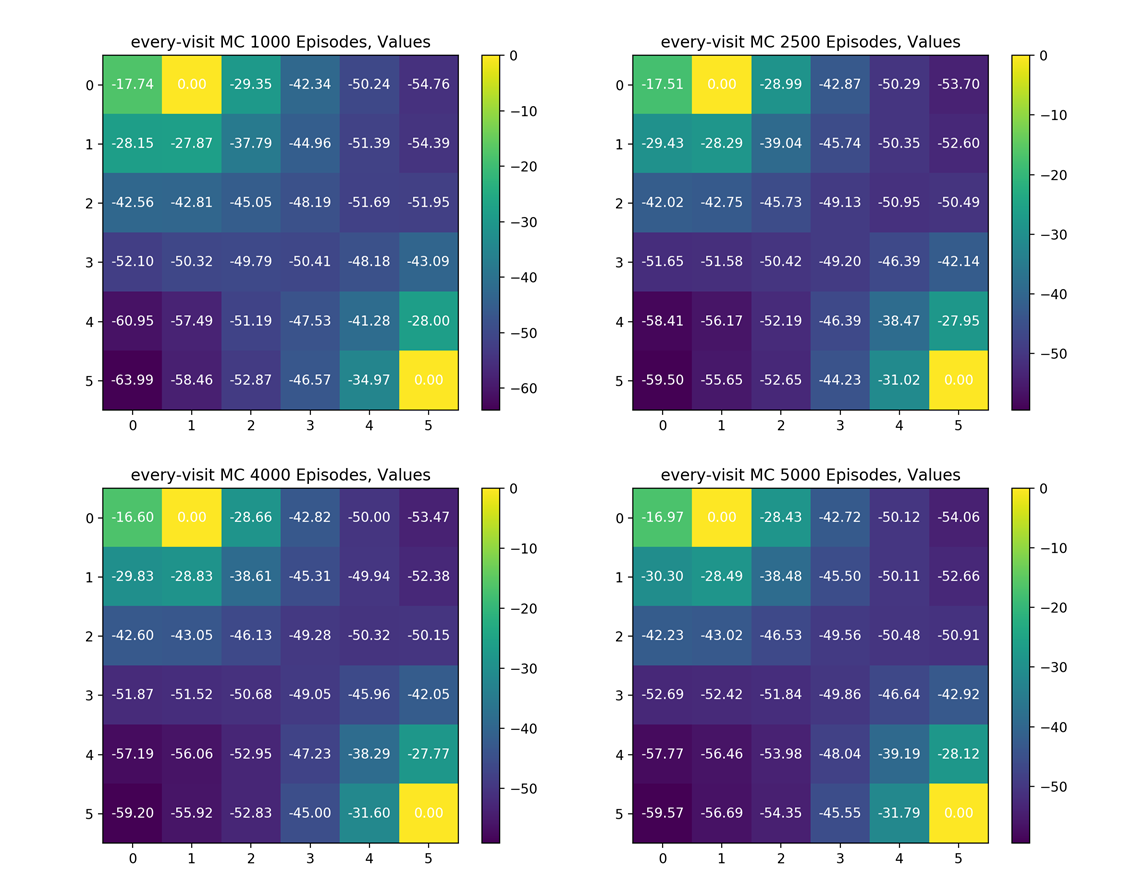 every-visit MC 1000 Episodes, Values
0 -17.74 0.00 -29.35 -42.34 -50.24 -54.76
1 -28.15 -27.87 -37.79 -44.96 -51.39 -54.39
2 -42.56 -42.81 -45.05 -48.19 -51.69 -51.95
3 -52.10 -50.32 -49.79 -50.41 -48.18 -43.09
4 -60.95 -57.49 -51.19 -47.53 -41.28 -28.00
5 -63.99 -58.46 -52.87 -46.57 -34.97 0.00
0 1 2 3 4 5
0
−10
−20
−30
−40
−50
−60
every-visit MC 2500 Episodes, Values
0 -17.51 0.00 -28.99 -42.87 -50.29 -53.70
1 -29.43 -28.29 -39.04 -45.74 -50.35 -52.60
2 -42.02 -42.75 -45.73 -49.13 -50.95 -50.49
3 -51.65 -51.58 -50.42 -49.20 -46.39 -42.14
4 -58.41 -56.17 -52.19 -46.39 -38.47 -27.95
5 -59.50 -55.65 -52.65 -44.23 -31.02 0.00
0 1 2 3 4 5
0
−10
−20
−30
−40
−50
every-visit MC 4000 Episodes, Values
0 -16.60 0.00 -28.66 -42.82 -50.00 -53.47
1 -29.83 -28.83 -38.61 -45.31 -49.94 -52.38
2 -42.60 -43.05 -46.13 -49.28 -50.32 -50.15
3 -51.87 -51.52 -50.68 -49.05 -45.96 -42.05
4 -57.19 -56.06 -52.95 -47.23 -38.29 -27.77
5 -59.20 -55.92 -52.83 -45.00 -31.60 0.00
0 1 2 3 4 5
0
−10
−20
−30
−40
−50
every-visit MC 5000 Episodes, Values
0 -16.97 0.00 -28.43 -42.72 -50.12 -54.06
1 -30.30 -28.49 -38.48 -45.50 -50.11 -52.66
2 -42.23 -43.02 -46.53 -49.56 -50.48 -50.91
3 -52.69 -52.42 -51.84 -49.86 -46.64 -42.92
4 -57.77 -56.46 -53.98 -48.04 -39.19 -28.12
5 -59.57 -56.69 -54.35 -45.55 -31.79 0.00
0 1 2 3 4 5
0
−10
−20
−30
−40
−50